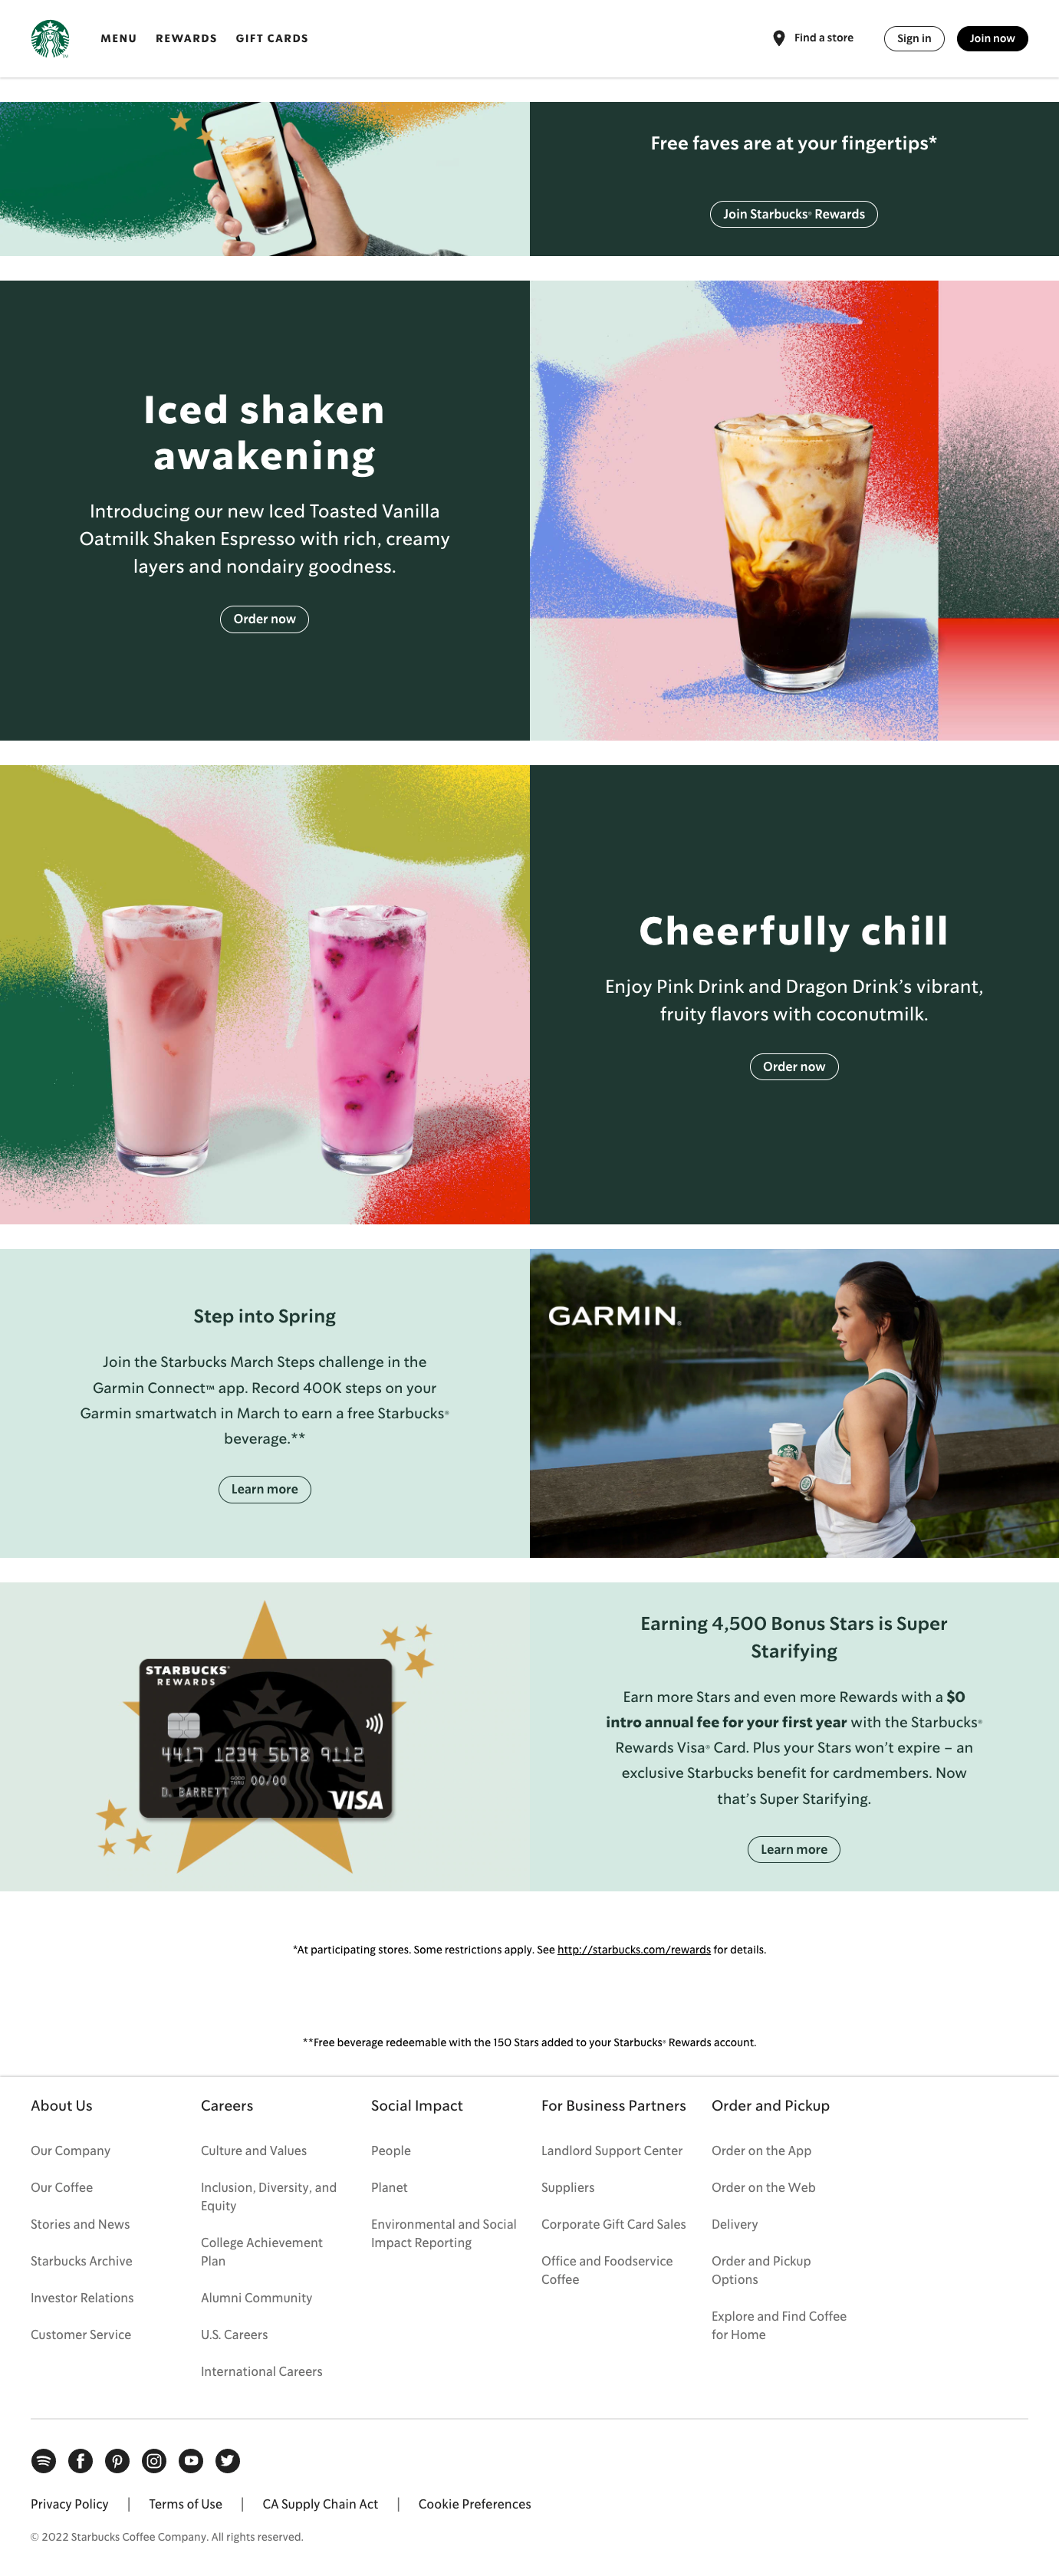 MENU REWARDS GIFT CARDS Find a store Sign in Join now
Free faves are at your fingertips*
Join Starbucks® Rewards
Iced shaken
awakening
Introducing our new Iced Toasted Vanilla
Oatmilk Shaken Espresso with rich, creamy
layers and nondairy goodness.
Order now
Cheerfully chill
Enjoy Pink Drink and Dragon Drink’s vibrant,
fruity flavors with coconutmilk.
Order now
Step into Spring
Join the Starbucks March Steps challenge in the
Garmin Connect™ app. Record 400K steps on your
Garmin smartwatch in March to earn a free Starbucks®
beverage.**
Learn more
GARMIN®
STARBUCKS®
REWARDS
4417 1234 5678 9112
GOOD
THRU 00/00
D. BARRETT
VISA
Earning 4,500 Bonus Stars is Super
Starifying
Earn more Stars and even more Rewards with a $0
intro annual fee for your first year with the Starbucks®
Rewards Visa® Card. Plus your Stars won’t expire – an
exclusive Starbucks benefit for cardmembers. Now
that’s Super Starifying.
Learn more
*At participating stores. Some restrictions apply. See http://starbucks.com/rewards for details.
**Free beverage redeemable with the 150 Stars added to your Starbucks® Rewards account.
About Us
Our Company
Our Coffee
Stories and News
Starbucks Archive
Investor Relations
Customer Service
Careers
Culture and Values
Inclusion, Diversity, and
Equity
College Achievement
Plan
Alumni Community
U.S. Careers
International Careers
Social Impact
People
Planet
Environmental and Social
Impact Reporting
For Business Partners
Landlord Support Center
Suppliers
Corporate Gift Card Sales
Office and Foodservice
Coffee
Order and Pickup
Order on the App
Order on the Web
Delivery
Order and Pickup
Options
Explore and Find Coffee
for Home
Privacy Policy | Terms of Use | CA Supply Chain Act | Cookie Preferences
© 2022 Starbucks Coffee Company. All rights reserved.